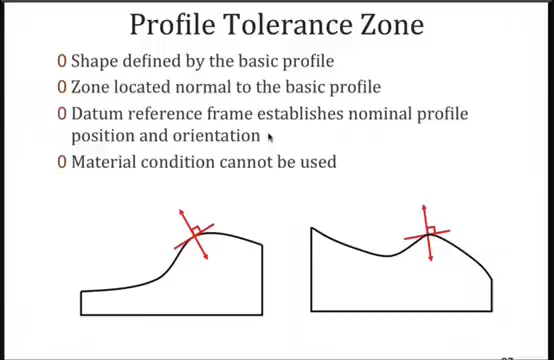 Profile Tolerance Zone
0 Shape defined by the basic profile
0 Zone located normal to the basic profile
0 Datum reference frame establishes nominal profile
position and orientation
0 Material condition cannot be used